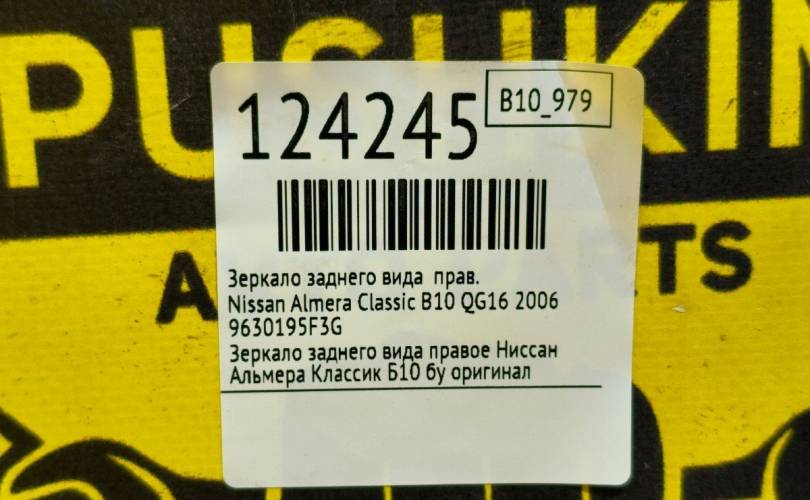 PUSHKIN
124245
B10_979
Зеркало заднего вида прав.
Nissan Almera Classic B10 QG16 2006
9630195F3G
Зеркало заднего вида правое Ниссан
Альмера Классик Б10 бу оригинал